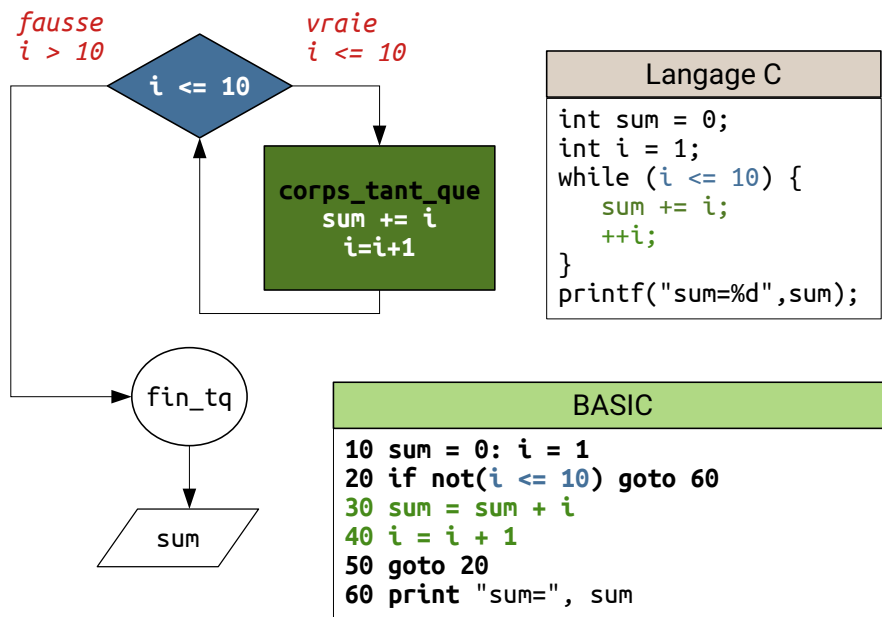 fausse
i > 10
vraie
i <= 10
i <= 10
corps_tant_que
sum += i
i=i+1
fin_tq
sum
Langage C
int sum = 0;
int i = 1;
while (i <= 10) {
sum += i;
++i;
}
printf("sum=%d",sum);
BASIC
10 sum = 0: i = 1
20 if not(i <= 10) goto 60
30 sum = sum + i
40 i = i + 1
50 goto 20
60 print "sum=", sum